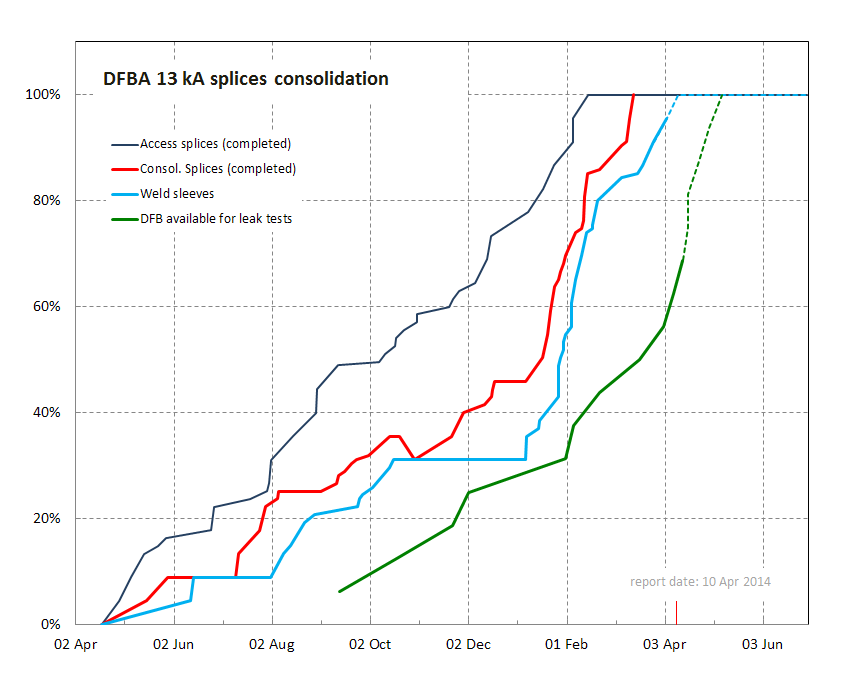 DFBA 13 kA splices consolidation
100%
Access splices (completed)
Consol. Splices (completed)
Weld sleeves
DFB available for leak tests
80%
60%
40%
20%
0%
report date: 10 Apr 2014
02 Apr 02 Jun 02 Aug 02 Oct 02 Dec 01 Feb 03 Apr 03 Jun